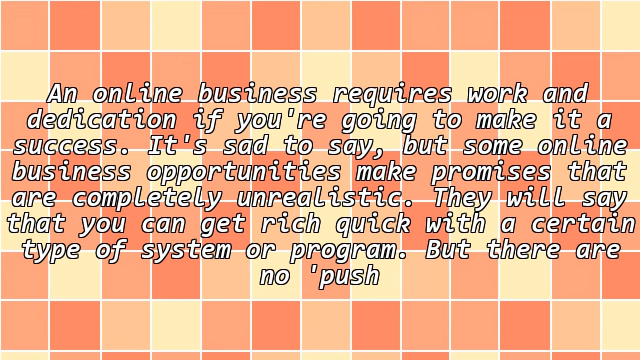 An online business requires work and
dedication if you're going to make it a
success. It's sad to say, but some online
business opportunities make promises that
are completely unrealistic. They will say
that you can get rich quick with a certain
type of system or program. But there are
no 'push